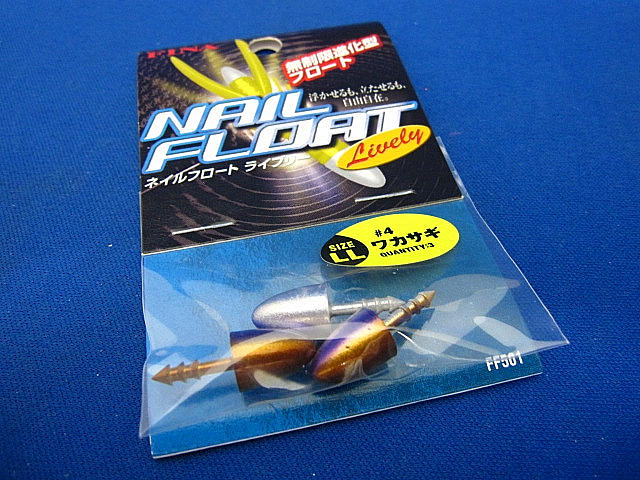 FINA
無制限進化型
フロート
浮かせるも、立たせるも、
自由自在。
NAIL
FLOAT
Lively
ネイルフロート ライブリー
SIZE
LL
#4
ワカサギ
QUANTITY:3
FF501